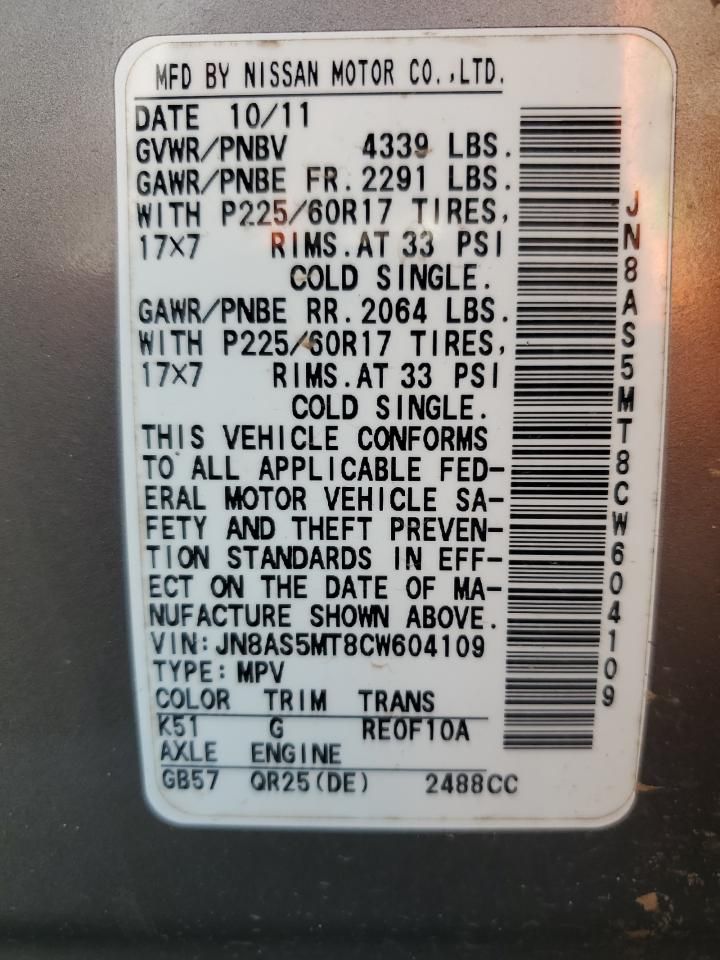 MFD BY NISSAN MOTOR CO.,LTD.
DATE 10/11
GVWR/PNBV 4339 LBS.
GAWR/PNBE FR.2291 LBS.
WITH P225/60R17 TIRES,
17X7 RIMS.AT 33 PSI
COLD SINGLE.
GAWR/PNBE RR.2064 LBS.
WITH P225/60R17 TIRES,
17X7 RIMS.AT 33 PSI
COLD SINGLE.
THIS VEHICLE CONFORMS
TO ALL APPLICABLE FED-
ERAL MOTOR VEHICLE SA-
FETY AND THEFT PREVEN-
TION STANDARDS IN EFF-
ECT ON THE DATE OF MA-
NUFACTURE SHOWN ABOVE.
VIN:JN8AS5MT8CW604109
TYPE:MPV
COLOR TRIM TRANS
K51 G RE0F10A
AXLE ENGINE
GB57 QR25(DE) 2488CC
JN8AS5MT8CW604109